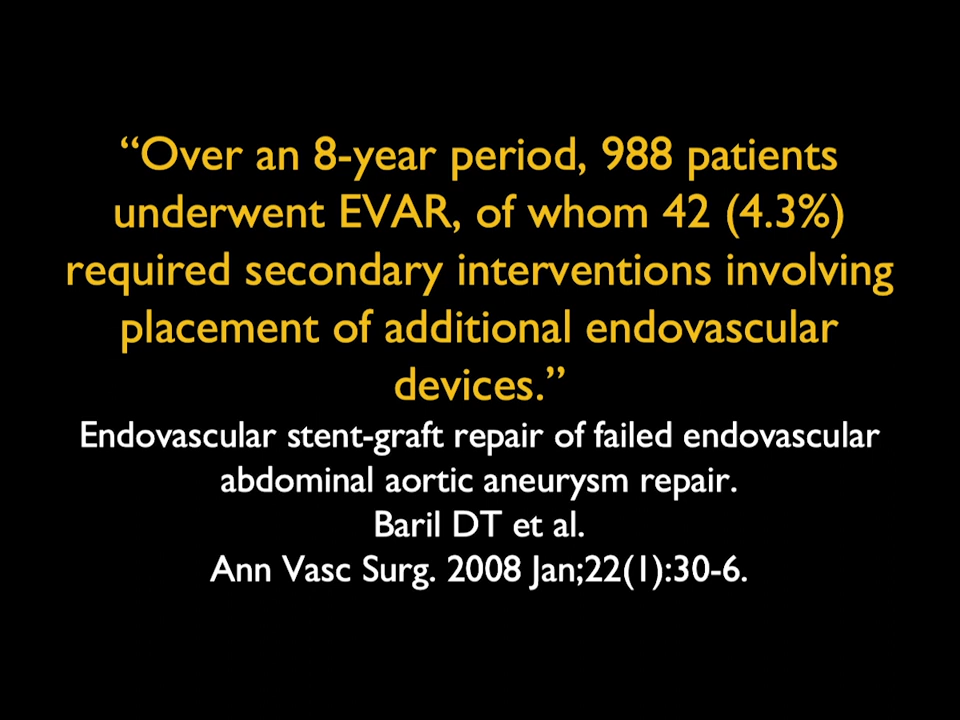 “Over an 8-year period, 988 patients
underwent EVAR, of whom 42 (4.3%)
required secondary interventions involving
placement of additional endovascular
devices.”
Endovascular stent-graft repair of failed endovascular
abdominal aortic aneurysm repair.
Baril DT et al.
Ann Vasc Surg. 2008 Jan;22(1):30-6.